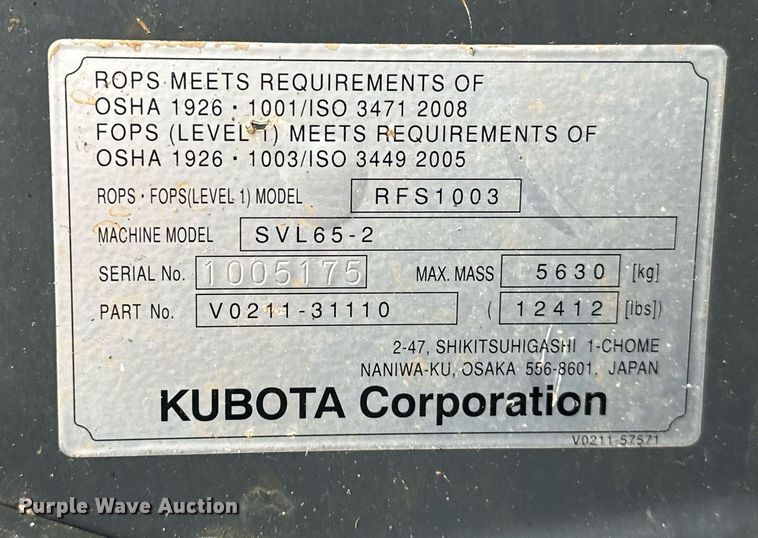 ROPS MEETS REQUIREMENTS OF
OSHA 1926・1001/ISO 3471 2008
FOPS (LEVEL 1) MEETS REQUIREMENTS OF
OSHA 1926・1003/ISO 3449 2005
ROPS・FOPS(LEVEL 1) MODEL RFS1003
MACHINE MODEL SVL65-2
SERIAL No. 1005175 MAX. MASS 5630 [kg]
PART No. V0211-31110 ( 12412 [lbs])
2-47, SHIKITSUHIGASHI 1-CHOME
NANIWA-KU, OSAKA 556-8601, JAPAN
KUBOTA Corporation
V0211-57571
Purple Wave Auction